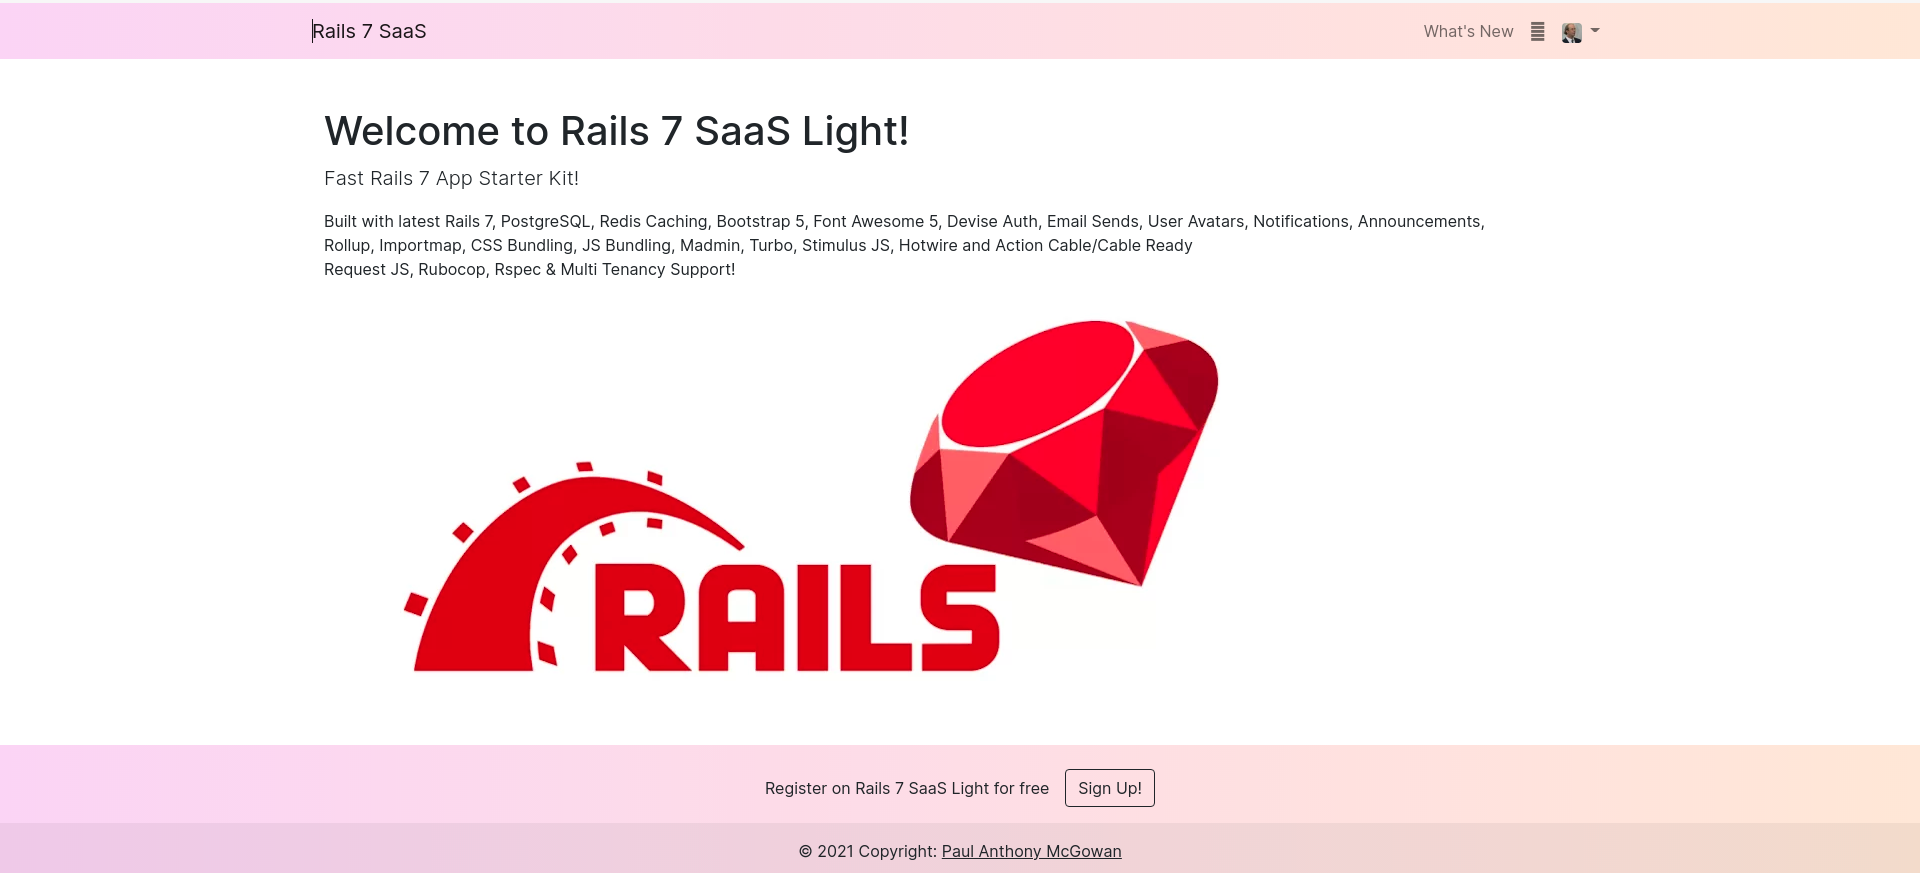 Rails 7 SaaS
What's New
Welcome to Rails 7 SaaS Light!
Fast Rails 7 App Starter Kit!
Built with latest Rails 7, PostgreSQL, Redis Caching, Bootstrap 5, Font Awesome 5, Devise Auth, Email Sends, User Avatars, Notifications, Announcements,
Rollup, Importmap, CSS Bundling, JS Bundling, Madmin, Turbo, Stimulus JS, Hotwire and Action Cable/Cable Ready
Request JS, Rubocop, Rspec & Multi Tenancy Support!
RAILS
Register on Rails 7 SaaS Light for free
Sign Up!
© 2021 Copyright: Paul Anthony McGowan